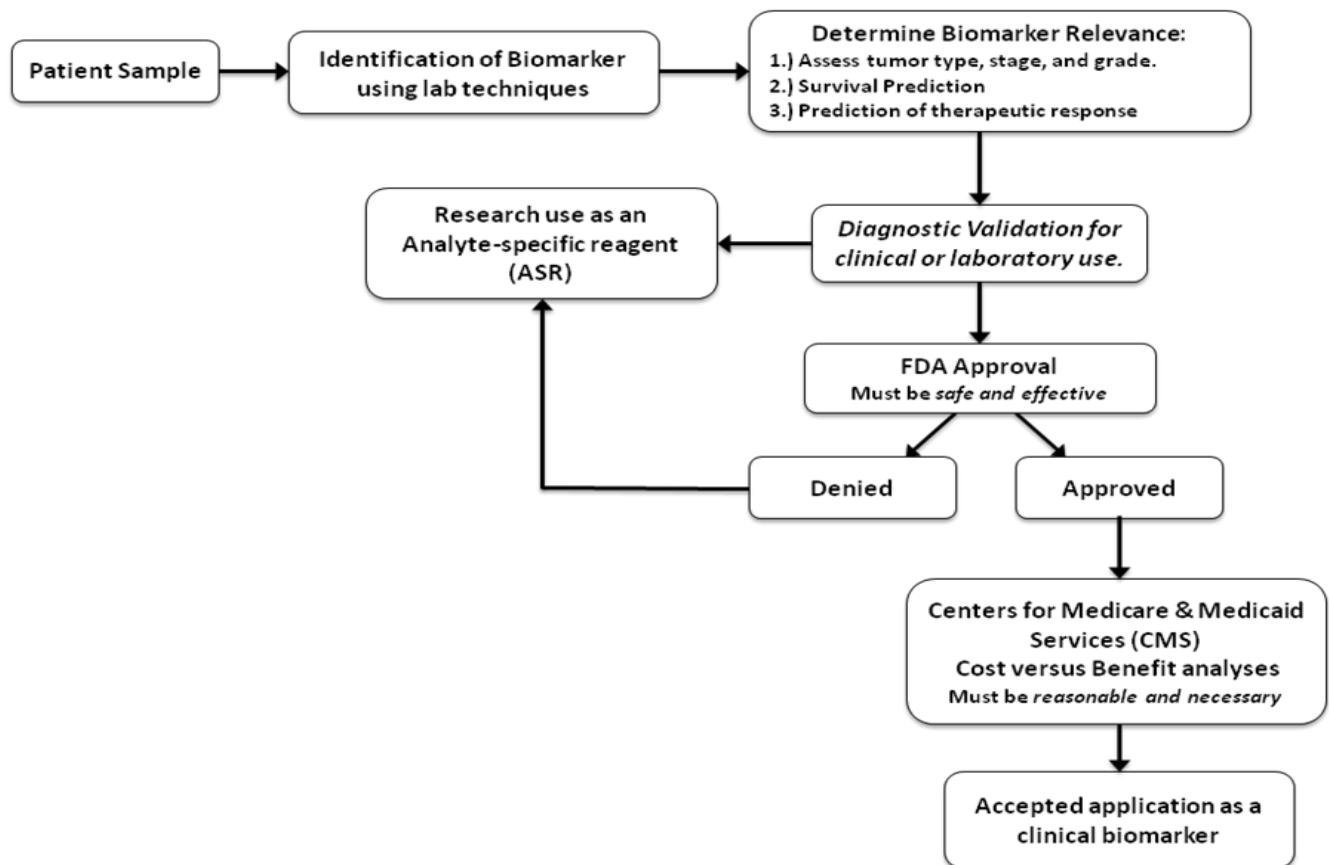 Patient Sample
Identification of Biomarker
using lab techniques
Determine Biomarker Relevance:
1.) Assess tumor type, stage, and grade.
2.) Survival Prediction
3.) Prediction of therapeutic response
Research use as an
Analyte-specific reagent
(ASR)
Diagnostic Validation for
clinical or laboratory use.
FDA Approval
Must be safe and effective
Denied
Approved
Centers for Medicare & Medicaid
Services (CMS)
Cost versus Benefit analyses
Must be reasonable and necessary
Accepted application as a
clinical biomarker